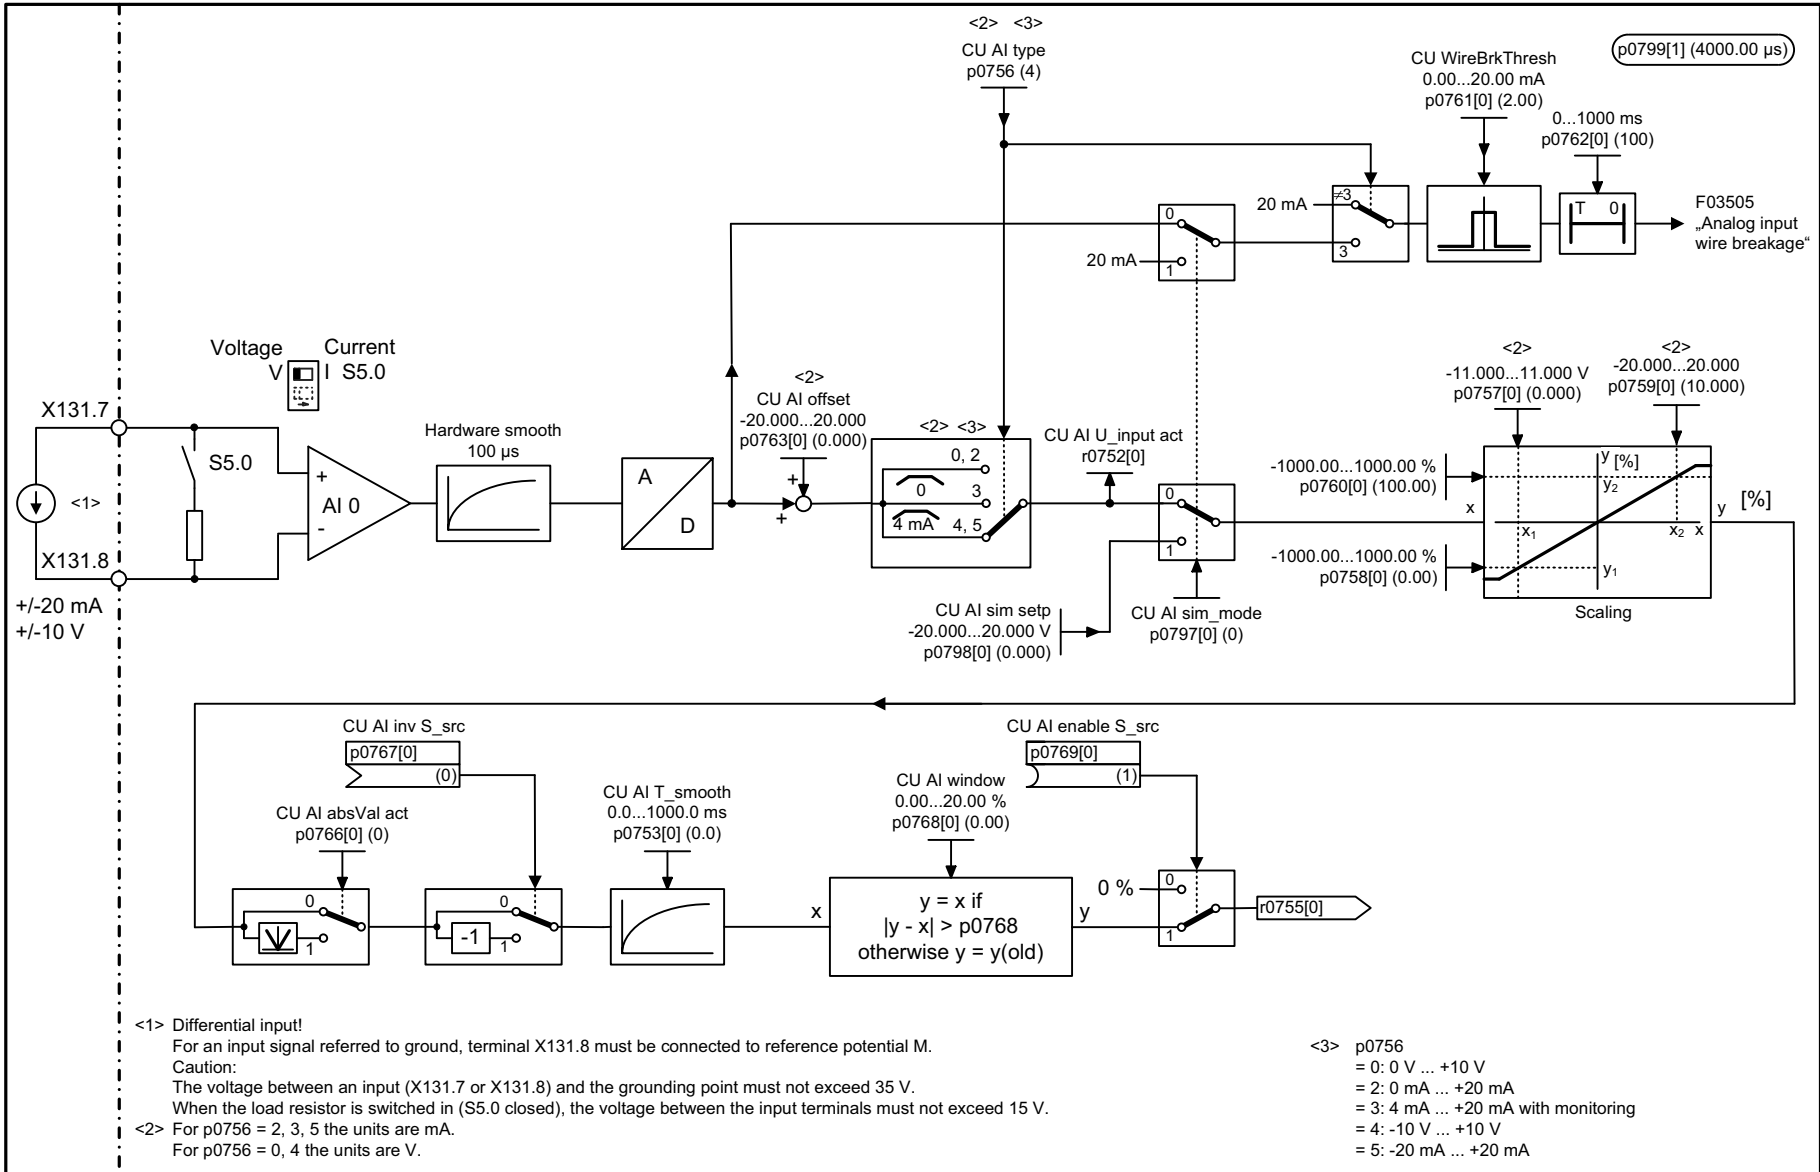 <2> <3>
CU AI type
p0756 (4)
p0799[1] (4000.00 µs)
CU WireBrkThresh
0.00...20.00 mA
p0761[0] (2.00)
0...1000 ms
p0762[0] (100)
20 mA
≠3
3
T 0
F03505
„Analog input
wire breakage“
0
20 mA
1
Voltage Current
V I S5.0
X131.7
S5.0
<1>
X131.8
+/-20 mA
+/-10 V
+
AI 0
-
Hardware smooth
100 µs
A
D
<2>
CU AI offset
-20.000...20.000
p0763[0] (0.000)
+
+
<2> <3>
0, 2
0
3
4 mA
4, 5
CU AI U_input act
r0752[0]
0
1
CU AI sim setp
-20.000...20.000 V
p0798[0] (0.000)
CU AI sim_mode
p0797[0] (0)
<2>
-11.000...11.000 V
p0757[0] (0.000)
<2>
-20.000...20.000
p0759[0] (10.000)
-1000.00...1000.00 %
p0760[0] (100.00)
x
-1000.00...1000.00 %
p0758[0] (0.00)
y [%]
y2
x1
x2 x
y1
y [%]
Scaling
CU AI inv S_src
p0767[0]
(0)
CU AI absVal act
p0766[0] (0)
0
1
0
-1
1
CU AI T_smooth
0.0...1000.0 ms
p0753[0] (0.0)
CU AI window
0.00...20.00 %
p0768[0] (0.00)
x
y = x if
|y - x| > p0768
otherwise y = y(old)
y
CU AI enable S_src
p0769[0]
(1)
0 %
0
1
r0755[0]
<1> Differential input!
For an input signal referred to ground, terminal X131.8 must be connected to reference potential M.
Caution:
The voltage between an input (X131.7 or X131.8) and the grounding point must not exceed 35 V.
When the load resistor is switched in (S5.0 closed), the voltage between the input terminals must not exceed 15 V.
<2> For p0756 = 2, 3, 5 the units are mA.
For p0756 = 0, 4 the units are V.
<3> p0756
= 0: 0 V ... +10 V
= 2: 0 mA ... +20 mA
= 3: 4 mA ... +20 mA with monitoring
= 4: -10 V ... +10 V
= 5: -20 mA ... +20 mA